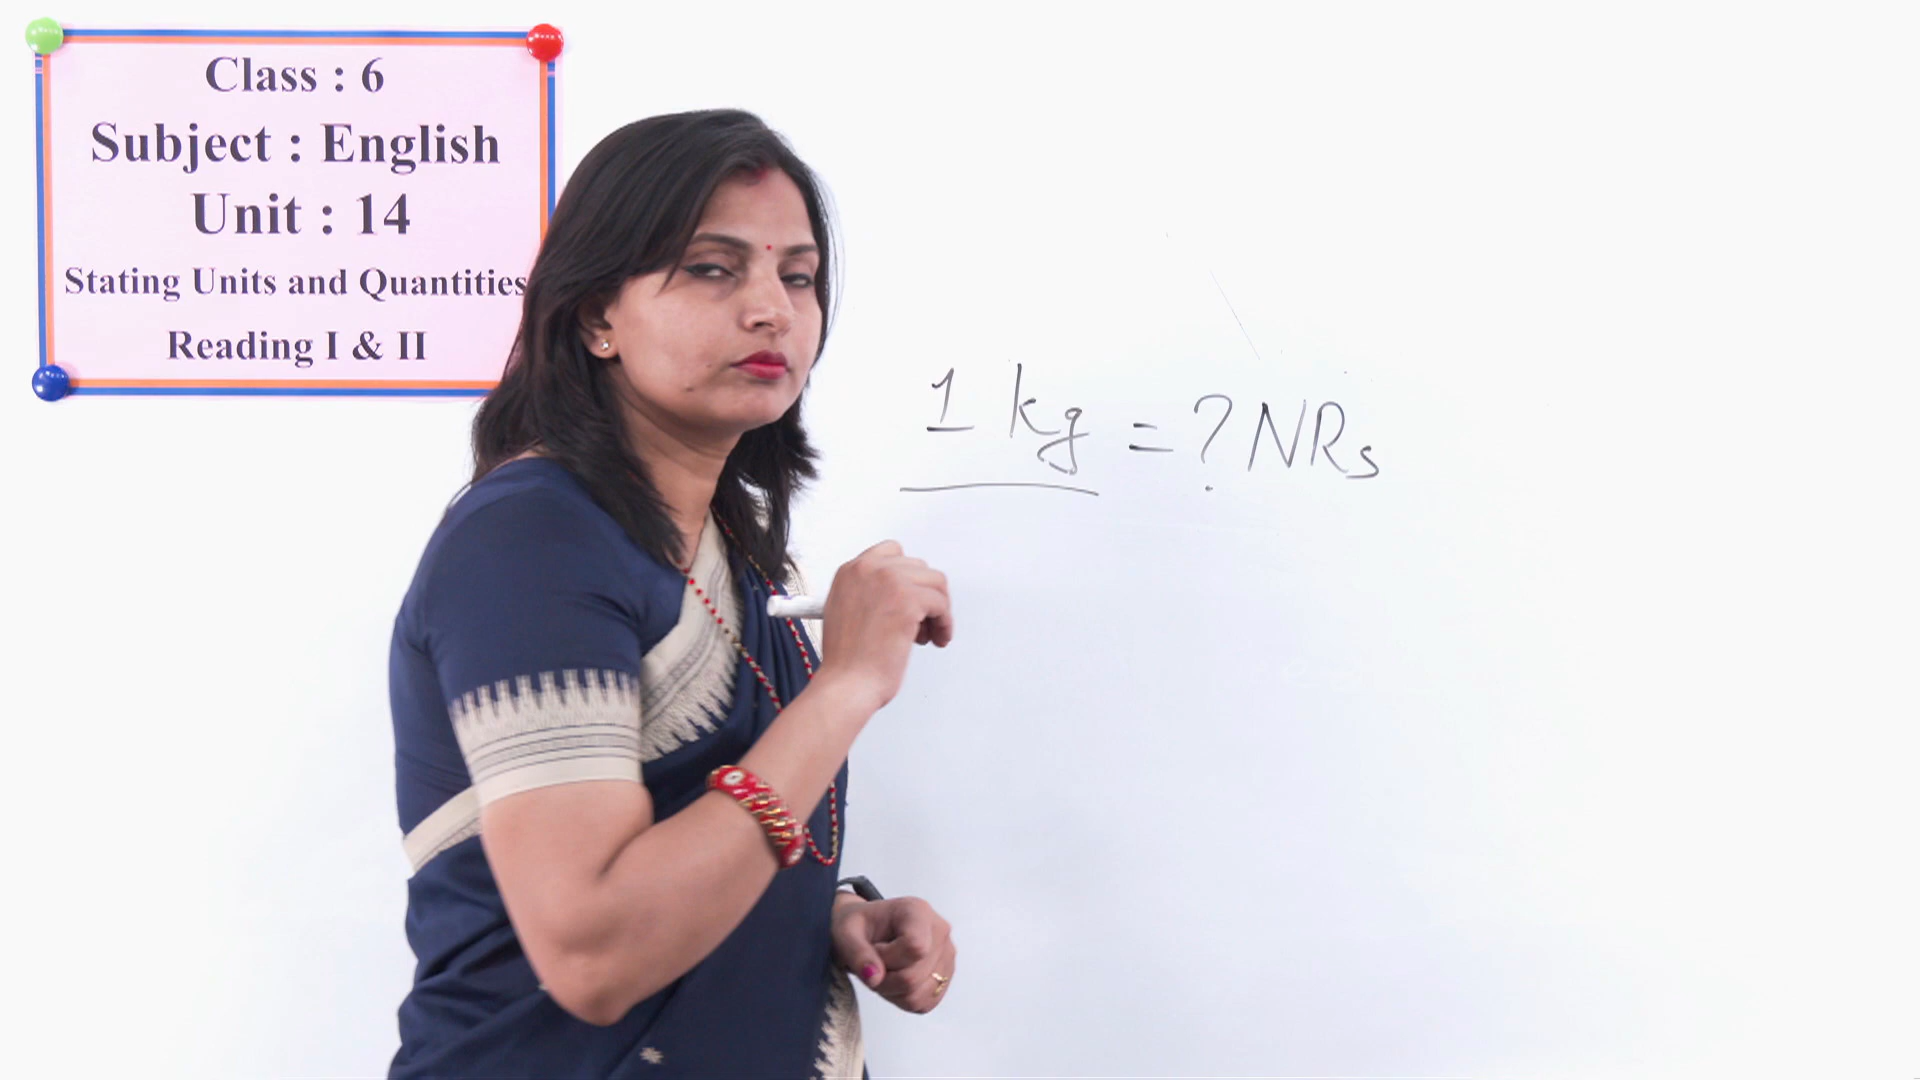 Class : 6
Subject : English
Unit : 14
Stating Units and Quantities
Reading I & II
1 kg = ? NRs